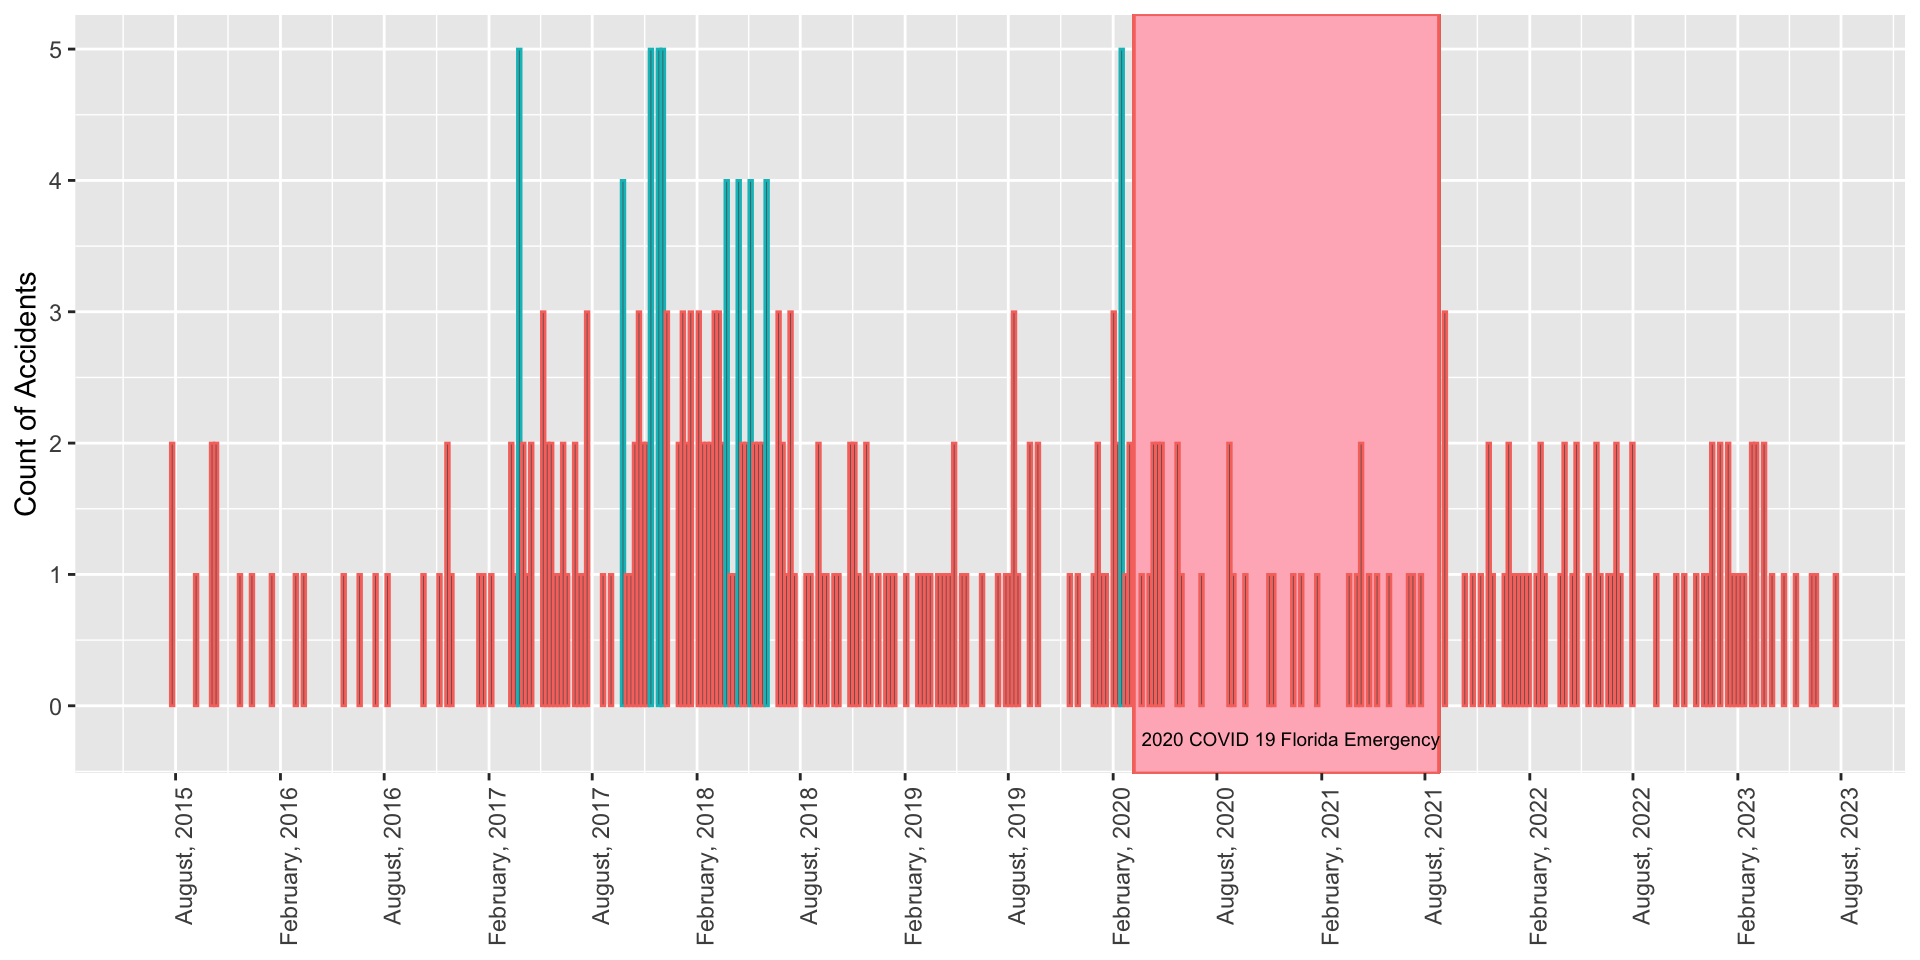 Count of Accidents
5
4
3
2
1
0
2020 COVID 19 Florida Emergency
August, 2015
February, 2016
August, 2016
February, 2017
August, 2017
February, 2018
August, 2018
February, 2019
August, 2019
February, 2020
August, 2020
February, 2021
August, 2021
February, 2022
August, 2022
February, 2023
August, 2023